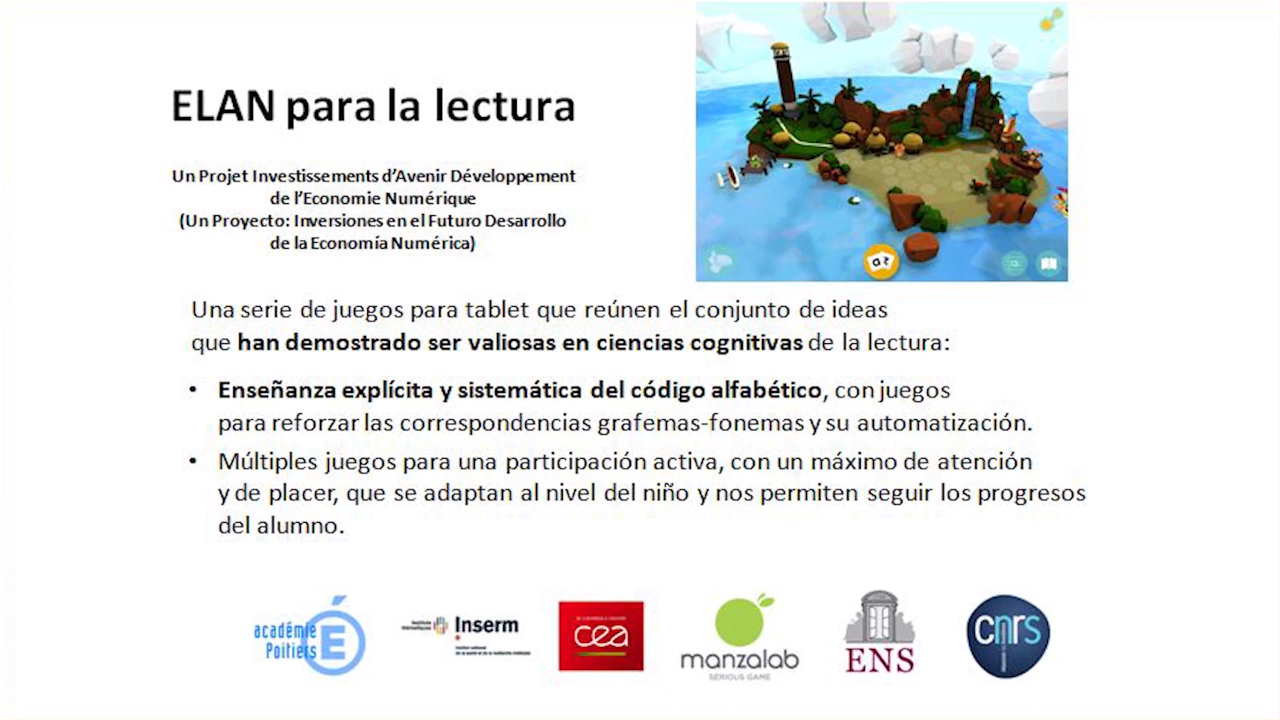 ELAN para la lectura
Un Projet Investissements d’Avenir Développement
de l’Economie Numérique
(Un Proyecto: Inversiones en el Futuro Desarrollo
de la Economía Numérica)
Una serie de juegos para tablet que reúnen el conjunto de ideas
que han demostrado ser valiosas en ciencias cognitivas de la lectura:
• Enseñanza explícita y sistemática del código alfabético, con juegos
para reforzar las correspondencias grafemas-fonemas y su automatización.
• Múltiples juegos para una participación activa, con un máximo de atención
y de placer, que se adaptan al nivel del niño y nos permiten seguir los progresos
del alumno.
académie
Poitiers
É
Inserm
cea
manzalab
SERIOUS GAME
ENS
cnrs